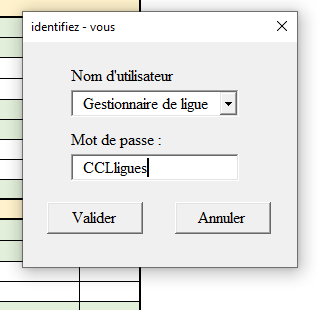 identifiez - vous
Nom d'utilisateur
Gestionnaire de ligue
Mot de passe :
CCLligues
Valider
Annuler